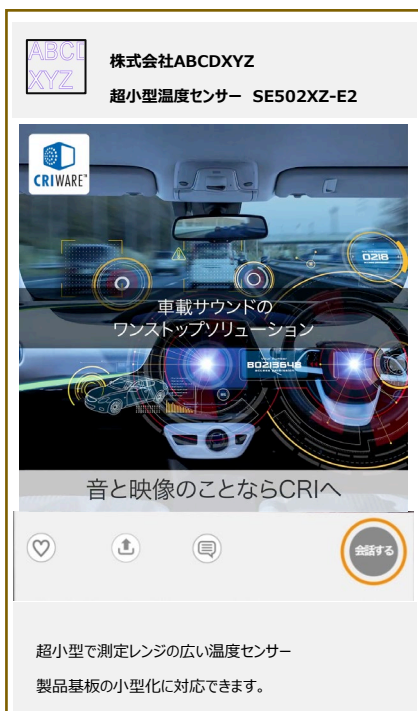 ABCD
XYZ
株式会社ABCDXYZ
超小型温度センサー SE502XZ-E2
CRIWARE™
0218
車載サウンドの
ワンストップソリューション
B0213648
音と映像のことならCRIへ
会話する
超小型で測定レンジの広い温度センサー
製品基板の小型化に対応できます。